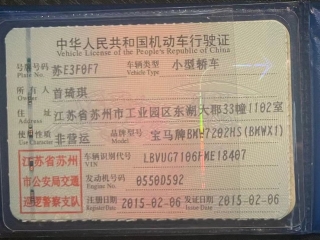 中华人民共和国机动车行驶证
Vehicle License of the People's Republic of China
号牌号码 苏E3F0F7 车辆类型 小型轿车
Plate No. Vehicle Type
所有人 首琦琪
Owner
住址 江苏省苏州市工业园区东湖大郡33幢1102室
Address
使用性质 非营运 品牌型号 宝马牌BMW7202HS(BMWX1)
Use Character Model
江苏省苏州市公安局交通巡逻警察支队
车辆识别代号 LBVUG7106FME18407
VIN
发动机号码 0550D592
Engine No.
注册日期 2015-02-06 发证日期 2015-02-06
Register Date Issue Date